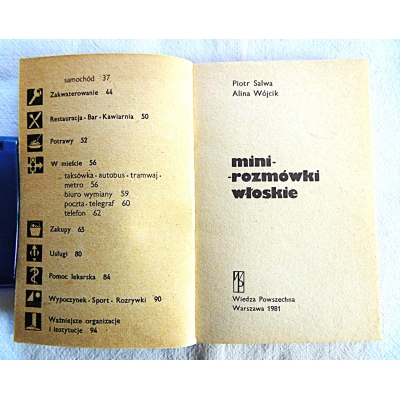 samochód 37
Zakwaterowanie 44
Restauracja - Bar - Kawiarnia 50
Potrawy 52
W mieście 56
taksówka - autobus - tramwaj -
metro 56
biuro wymiany 59
poczta - telegraf 60
telefon 62
Zakupy 65
Usługi 80
Pomoc lekarska 84
Wypoczynek - Sport - Rozrywki 90
Ważniejsze organizacje
i instytucje 94
Piotr Salwa
Alina Wójcik
mini-
-rozmówki
włoskie
WP
Wiedza Powszechna
Warszawa 1981